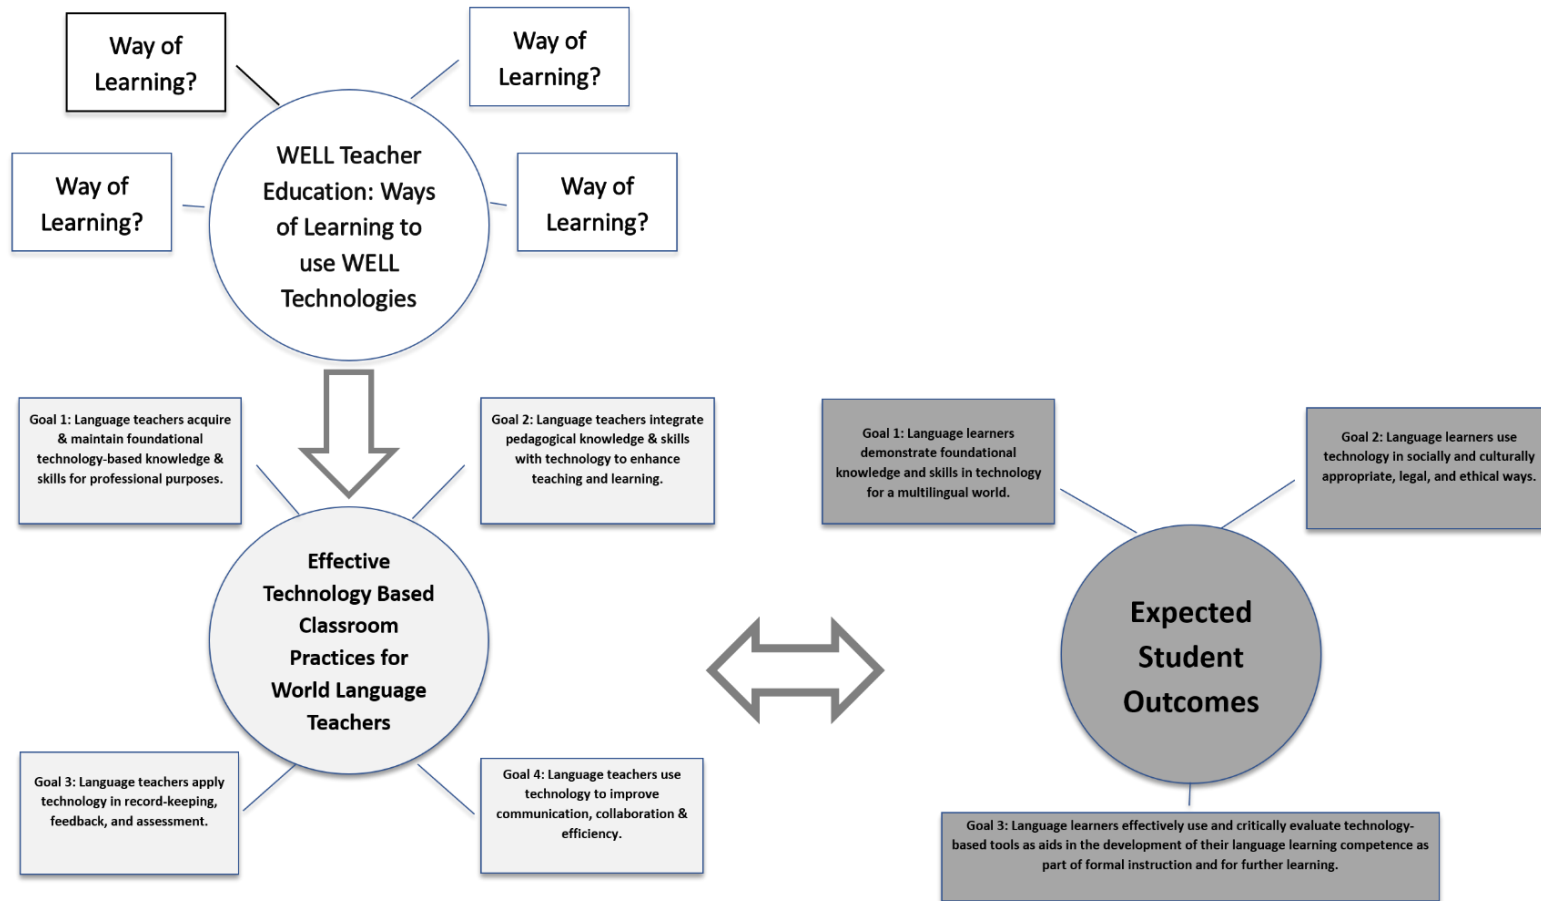 Way of
Learning?
Way of
Learning?
Way of
Learning?
WELL Teacher
Education: Ways
of Learning to
use WELL
Technologies
Way of
Learning?
Goal 1: Language teachers acquire
& maintain foundational
technology-based knowledge &
skills for professional purposes.
Goal 2: Language teachers integrate
pedagogical knowledge & skills
with technology to enhance
teaching and learning.
Effective
Technology Based
Classroom
Practices for
World Language
Teachers
Goal 3: Language teachers apply
technology in record-keeping,
feedback, and assessment.
Goal 4: Language teachers use
technology to improve
communication, collaboration &
efficiency.
Goal 1: Language learners
demonstrate foundational
knowledge and skills in technology
for a multilingual world.
Goal 2: Language learners use
technology in socially and culturally
appropriate, legal, and ethical ways.
Expected
Student
Outcomes
Goal 3: Language learners effectively use and critically evaluate technology-
based tools as aids in the development of their language learning competence as
part of formal instruction and for further learning.